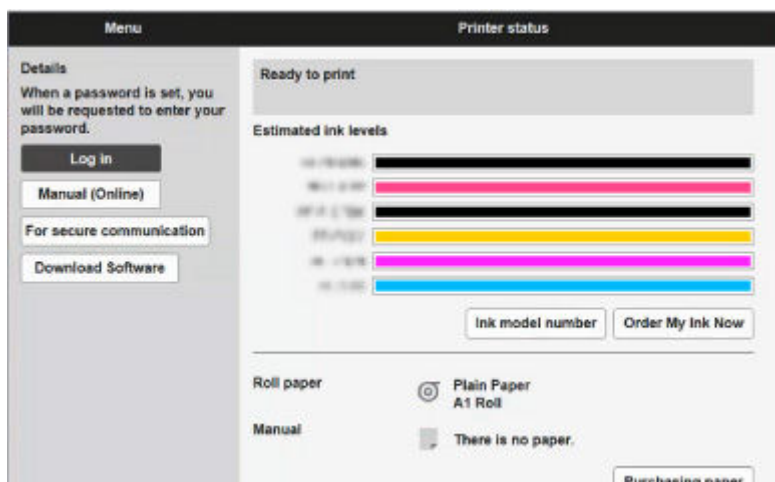 Menu
Printer status
Details
When a password is set, you
will be requested to enter your
password.
Log in
Manual (Online)
For secure communication
Download Software
Ready to print
Estimated ink levels
Ink model number
Order My Ink Now
Roll paper
Plain Paper
A1 Roll
Manual
There is no paper.
Purchasing paper